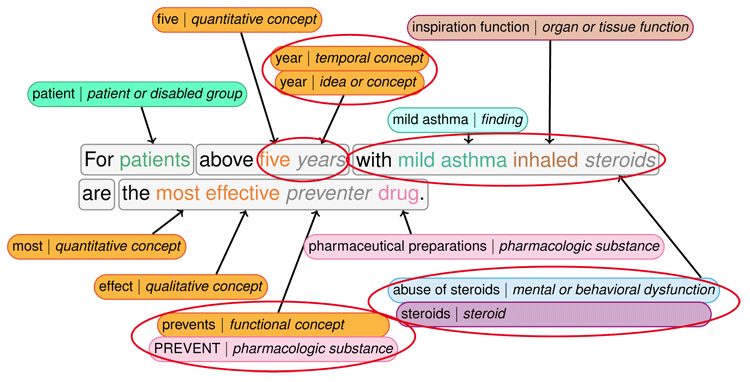 five | quantitative concept
inspiration function | organ or tissue function
year | temporal concept
year | idea or concept
patient | patient or disabled group
mild asthma | finding
For patients above five years with mild asthma inhaled steroids
are the most effective preventer drug.
most | quantitative concept
pharmaceutical preparations | pharmacologic substance
effect | qualitative concept
abuse of steroids | mental or behavioral dysfunction
steroids | steroid
prevents | functional concept
PREVENT | pharmacologic substance